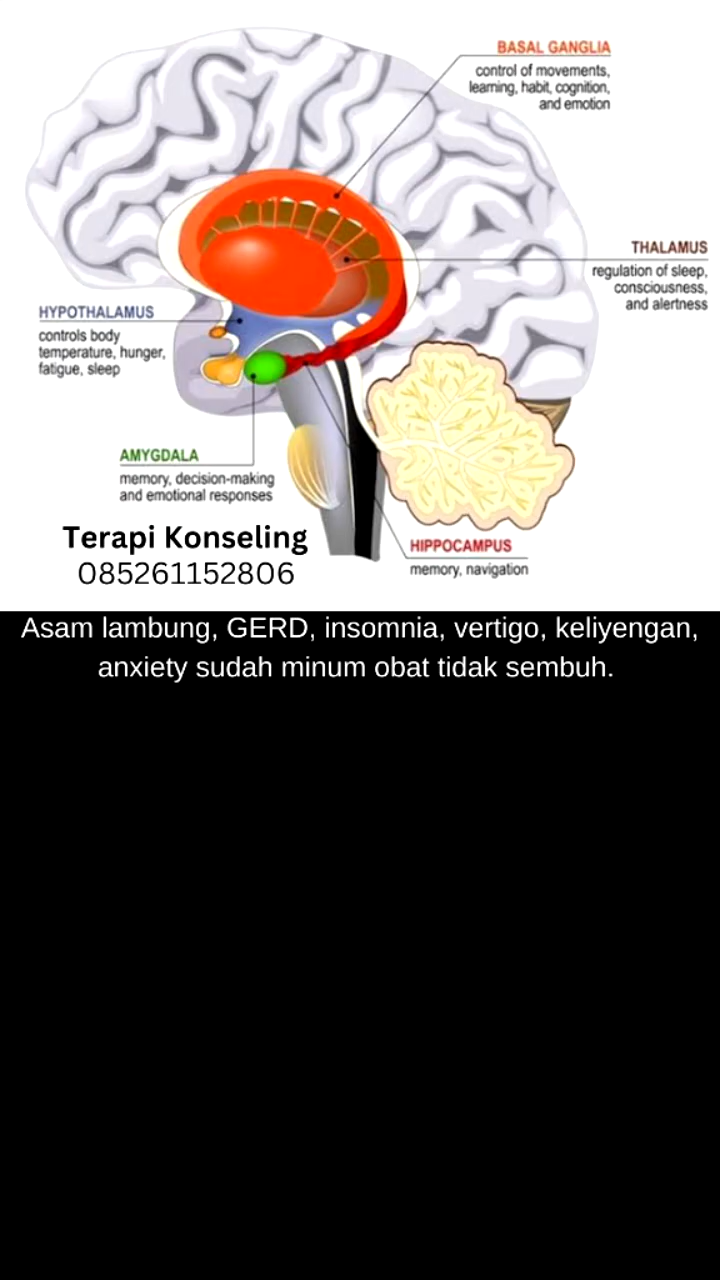 BASAL GANGLIA
control of movements,
learning, habit, cognition,
and emotion
THALAMUS
regulation of sleep,
consciousness,
and alertness
HYPOTHALAMUS
controls body
temperature, hunger,
fatigue, sleep
AMYGDALA
memory, decision-making
and emotional responses
HIPPOCAMPUS
memory, navigation
Terapi Konseling
085261152806
Asam lambung, GERD, insomnia, vertigo, keliyengan,
anxiety sudah minum obat tidak sembuh.